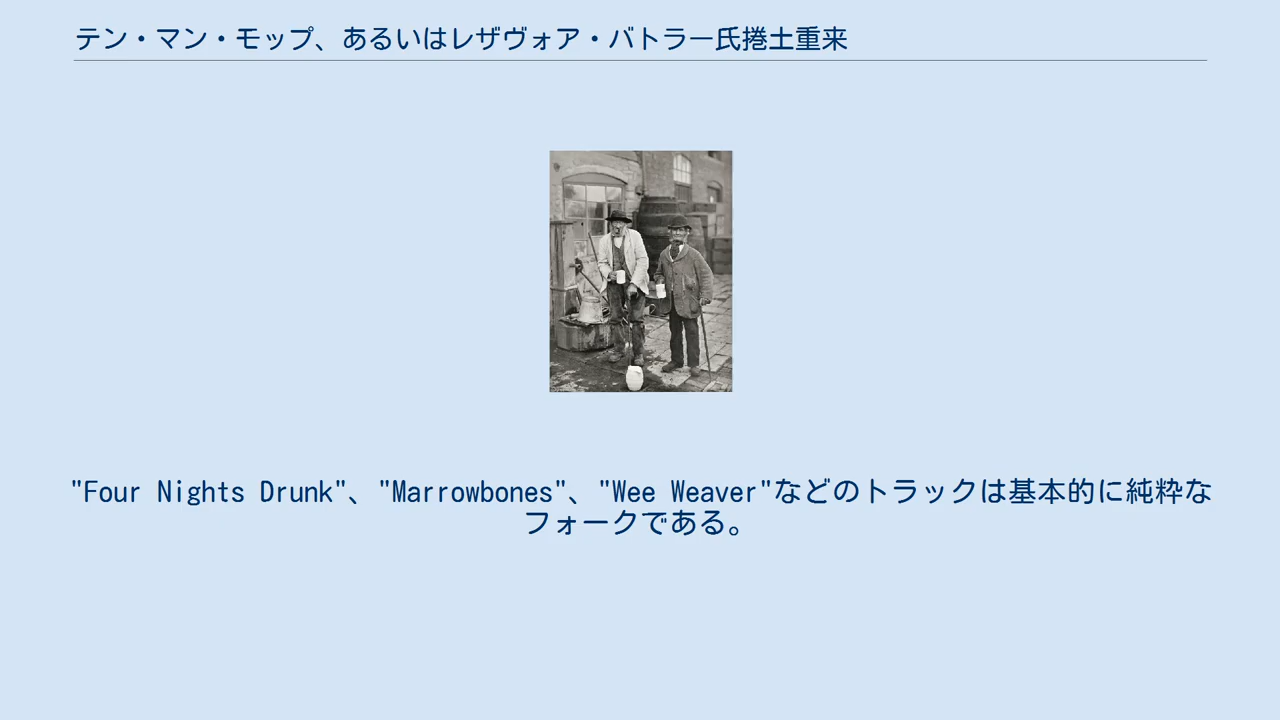 テン・マン・モップ、あるいはレザヴォア・バトラー氏捲土重来
"Four Nights Drunk"、"Marrowbones"、"Wee Weaver"などのトラックは基本的に純粋な
フォークである。